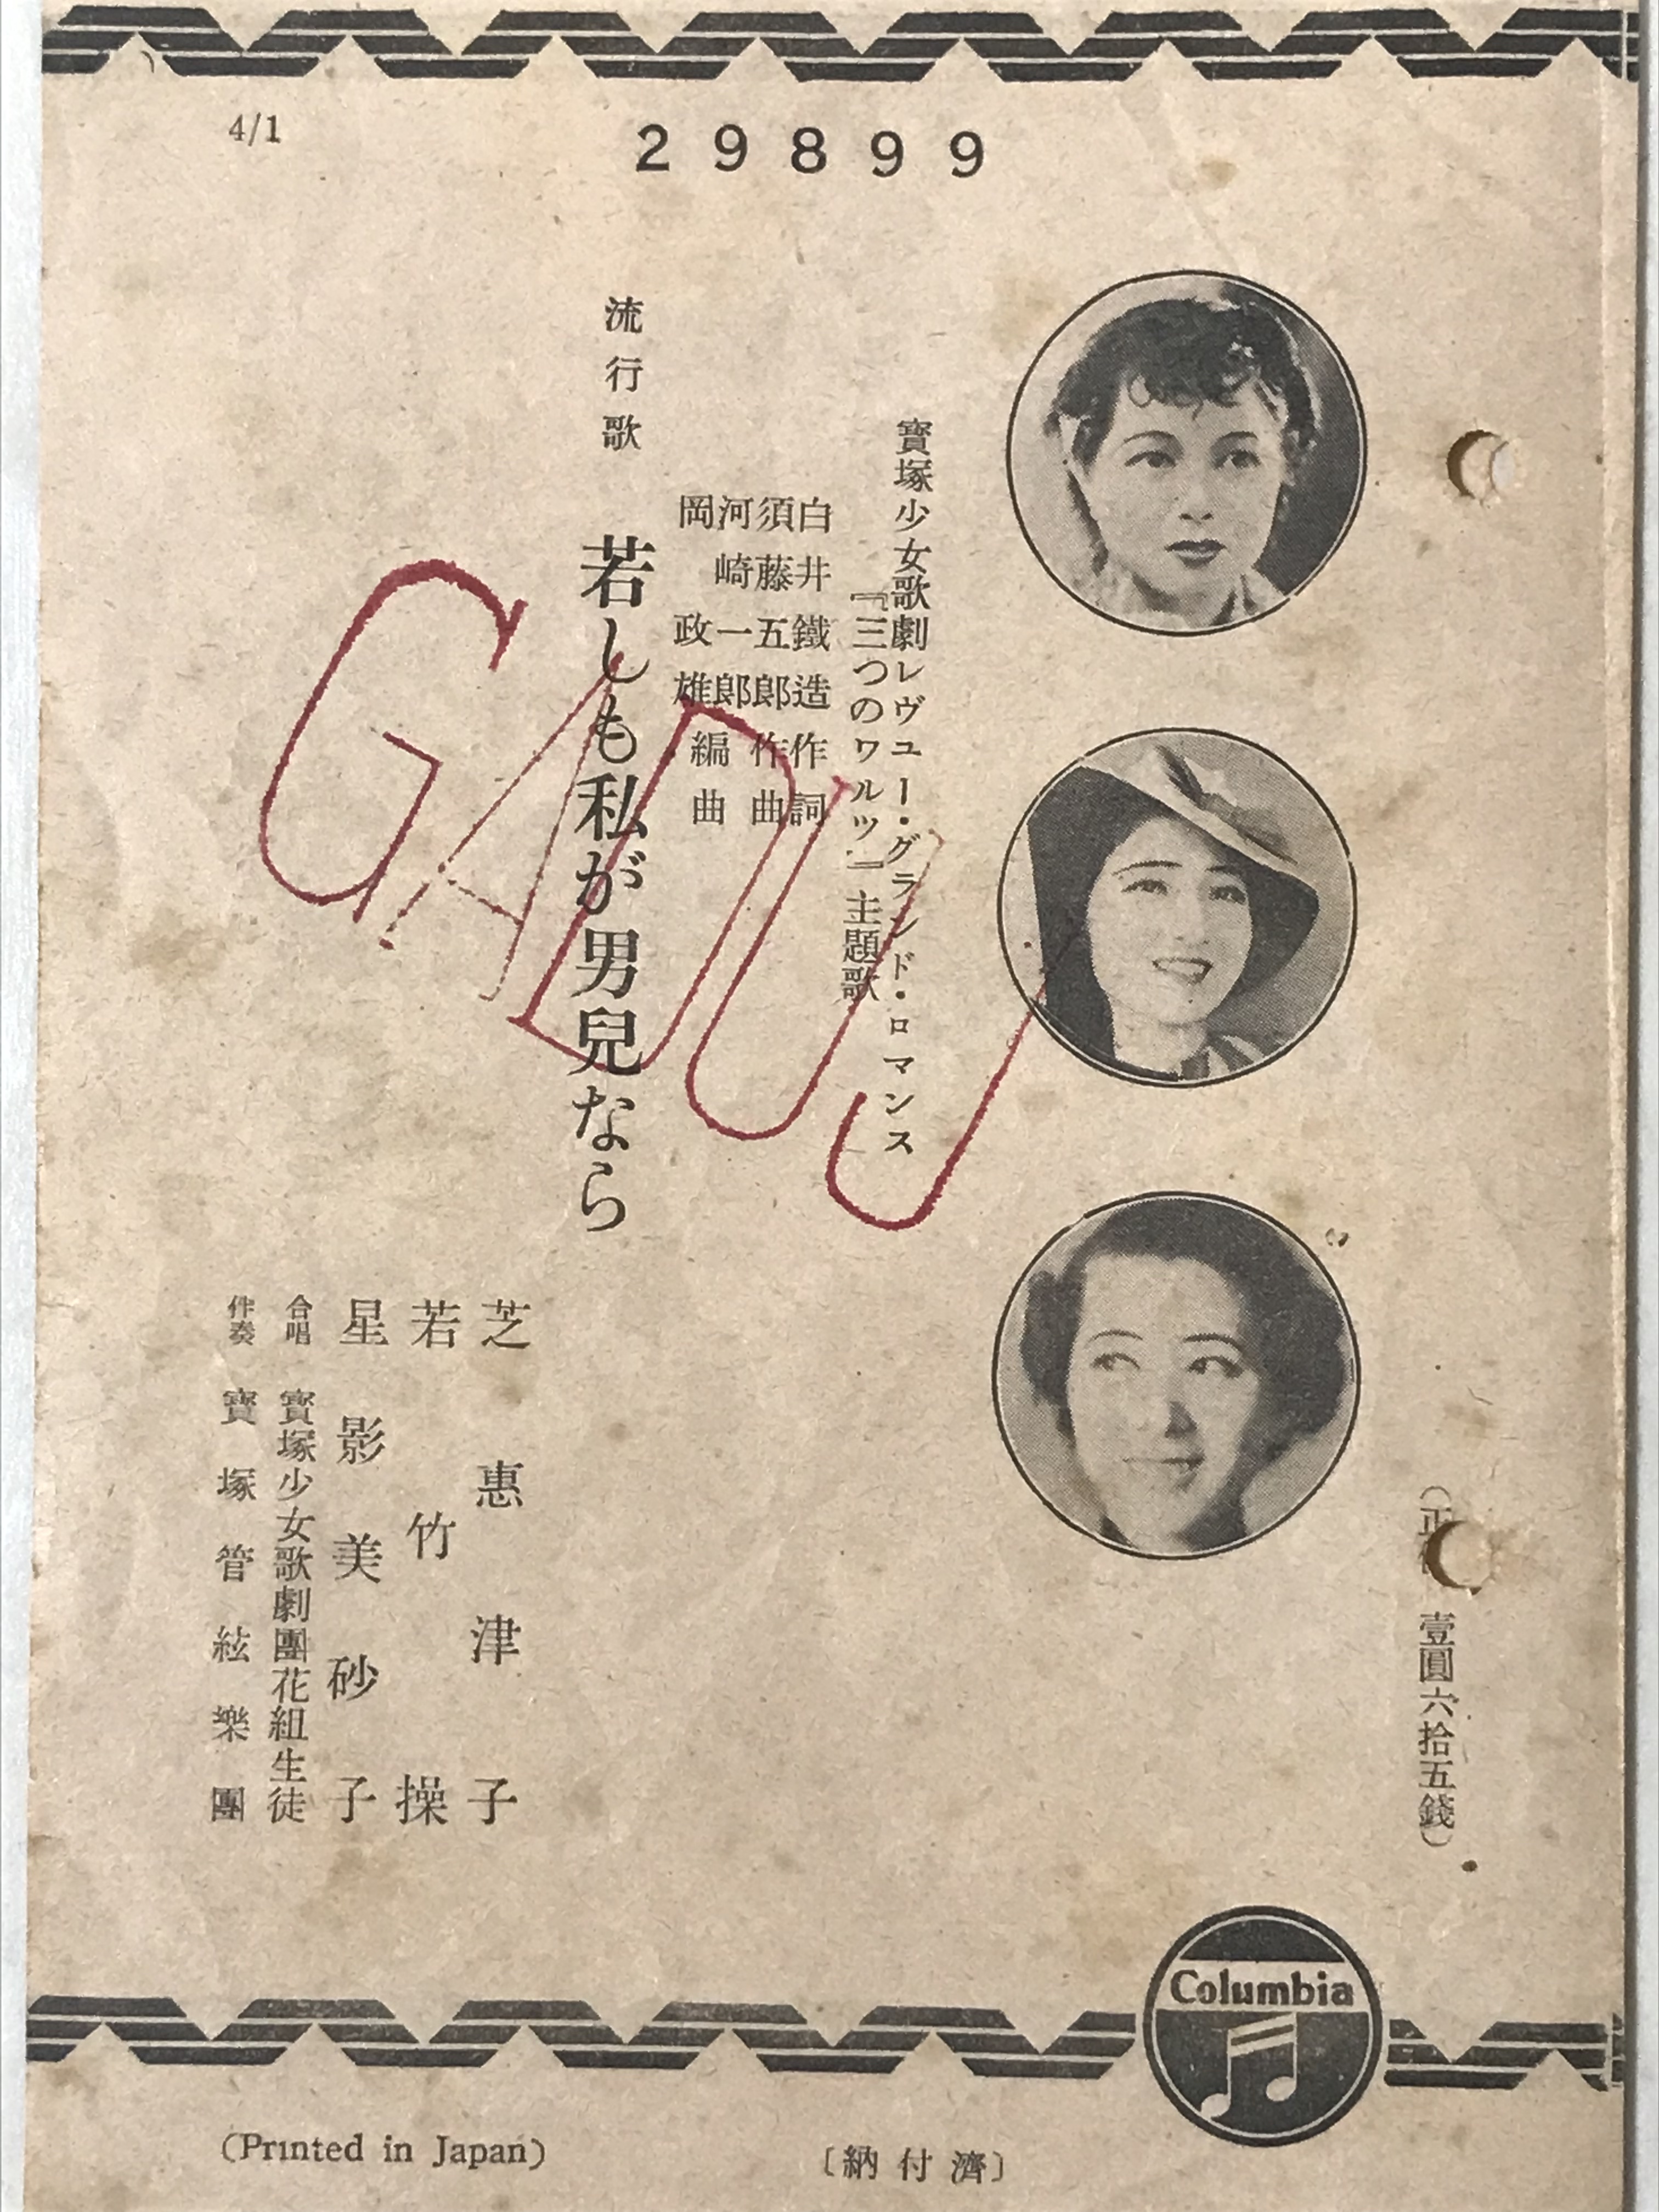 4/1
29899
(正 壹圓六拾五錢)
寶塚少女歌劇レヴユー・グランド・ロマンス
『三つのワルツ』主題歌
白井鐵造作詞
須藤五郎作曲
河崎一郎
岡政雄編曲
流行歌 若しも私が男兒なら
芝惠津子
若竹操
星影美砂子
合唱 寶塚少女歌劇團花組生徒
伴奏 寶塚管絃樂團
Columbia
(Printed in Japan)
〔納付濟〕